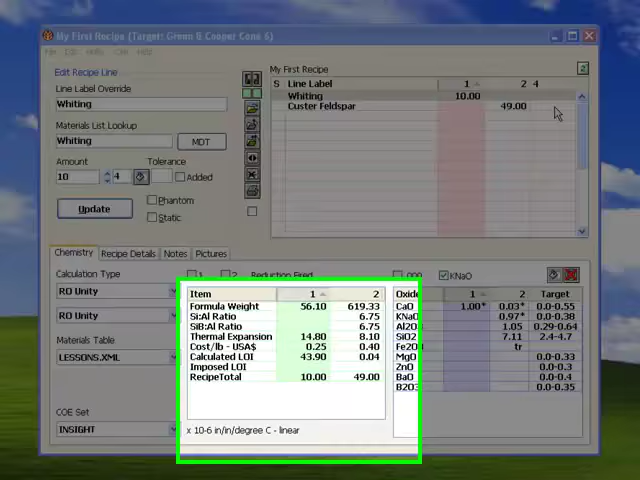 My First Recipe (Target: Green & Cooper Cone 6)
Edit Recipe Line
Line Label Override
Whiting
Materials List Lookup
Whiting
MDT
Amount
Tolerance
10
4
Added
Phantom
Update
Static
My First Recipe
2
S Line Label 1 2 4
Whiting 10.00
Custer Feldspar 49.00
Chemistry
Recipe Details
Notes
Pictures
Calculation Type
1
2
Reduction Fired
.000
KNaO
RO Unity
RO Unity
Materials Table
LESSONS.XML
COE Set
INSIGHT
Item 1 2
Formula Weight 56.10 619.33
Si:Al Ratio 6.75
SiB:Al Ratio 6.75
Thermal Expansion 14.80 8.10
Cost/lb - USA$ 0.25 0.40
Calculated LOI 43.90 0.04
Imposed LOI
RecipeTotal 10.00 49.00
x 10-6 in/in/degree C - linear
Oxide 1 2 Target
CaO 1.00* 0.03* 0.0-0.55
KNaO 0.97* 0.0-0.38
Al2O 1.05 0.29-0.64
SiO2 7.11 2.4-4.7
Fe2O tr
MgO 0.0-0.33
ZnO 0.0-0.3
BaO 0.0-0.4
B2O3 0.0-0.35